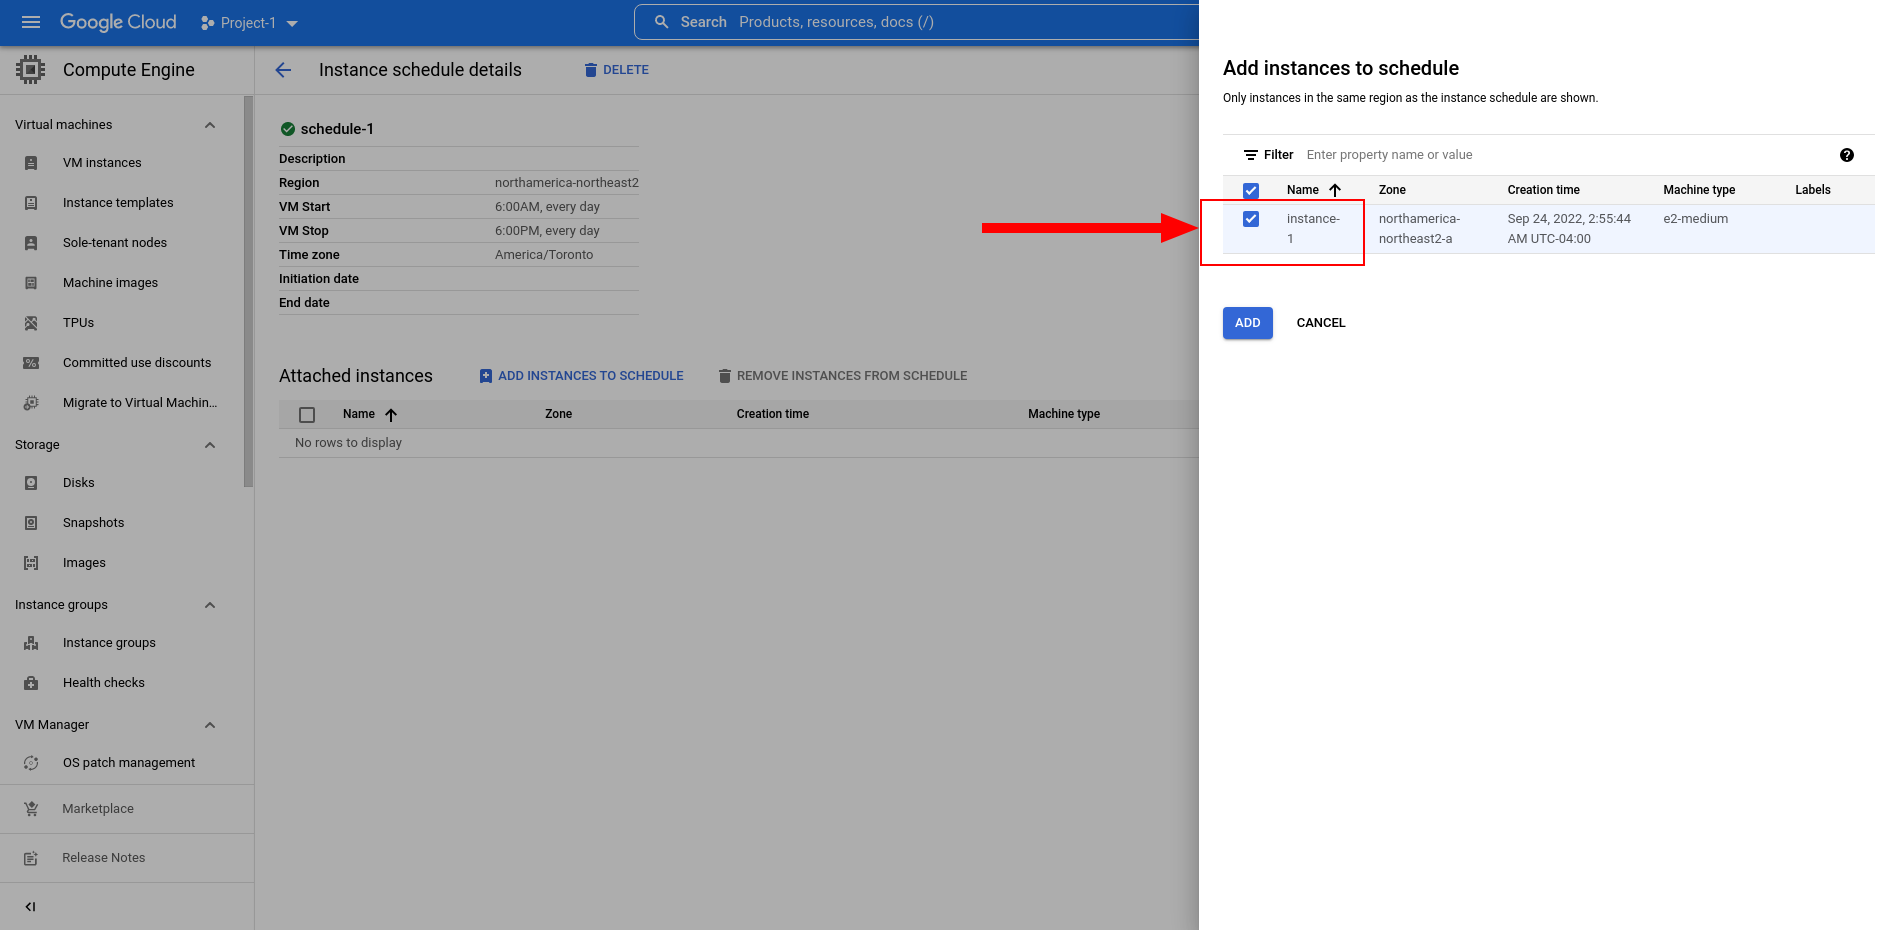 Google Cloud
Project-1
Search Products, resources, docs (/)
Compute Engine
Virtual machines
VM instances
Instance templates
Sole-tenant nodes
Machine images
TPUs
Committed use discounts
Migrate to Virtual Machin...
Storage
Disks
Snapshots
Images
Instance groups
Instance groups
Health checks
VM Manager
OS patch management
Marketplace
Release Notes
Instance schedule details
DELETE
schedule-1
Description
Region northamerica-northeast2
VM Start 6:00AM, every day
VM Stop 6:00PM, every day
Time zone America/Toronto
Initiation date
End date
Attached instances ADD INSTANCES TO SCHEDULE REMOVE INSTANCES FROM SCHEDULE
Name Zone Creation time Machine type
No rows to display
Add instances to schedule
Only instances in the same region as the instance schedule are shown.
Filter Enter property name or value
Name Zone Creation time Machine type Labels
instance- northamerica- Sep 24, 2022, 2:55:44 e2-medium
1 northeast2-a AM UTC-04:00
ADD CANCEL